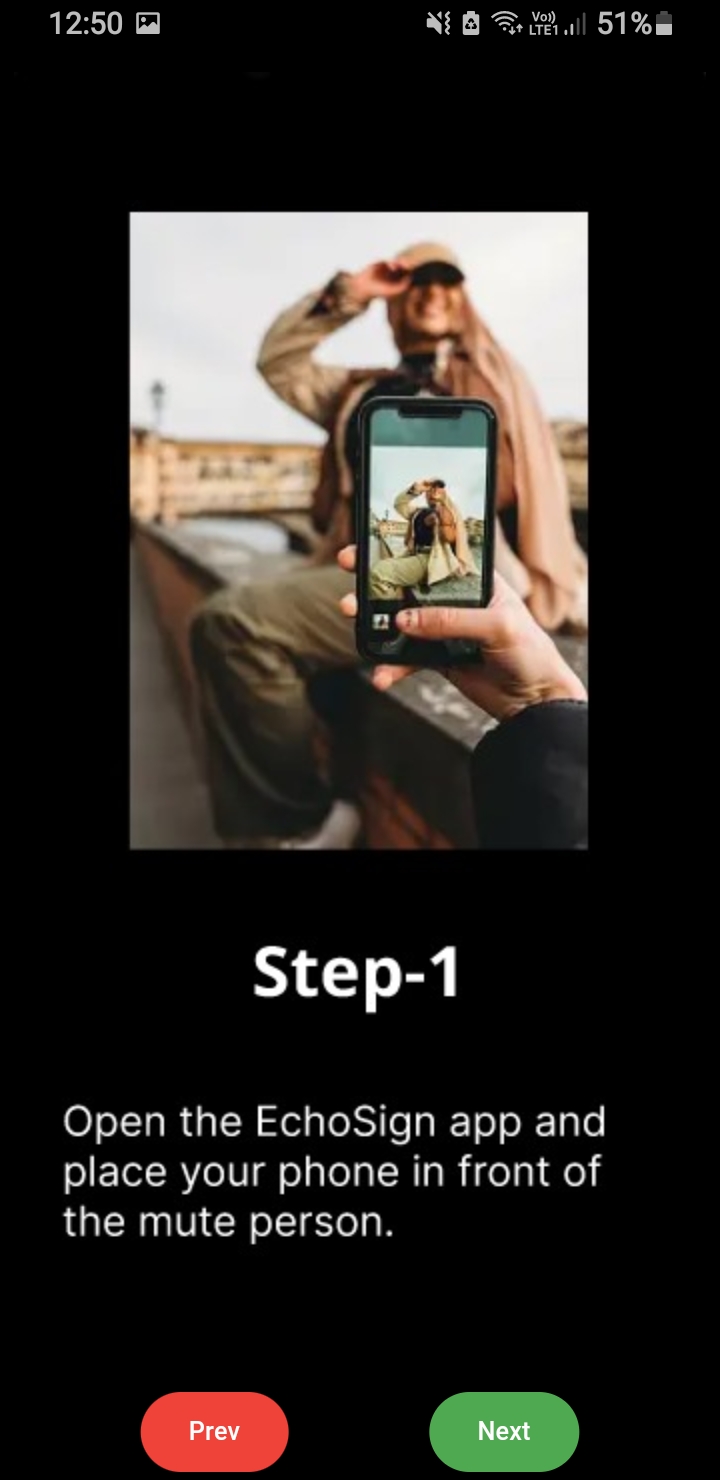 12:50
Vo))
LTE1
51%
Step-1
Open the EchoSign app and
place your phone in front of
the mute person.
Prev
Next